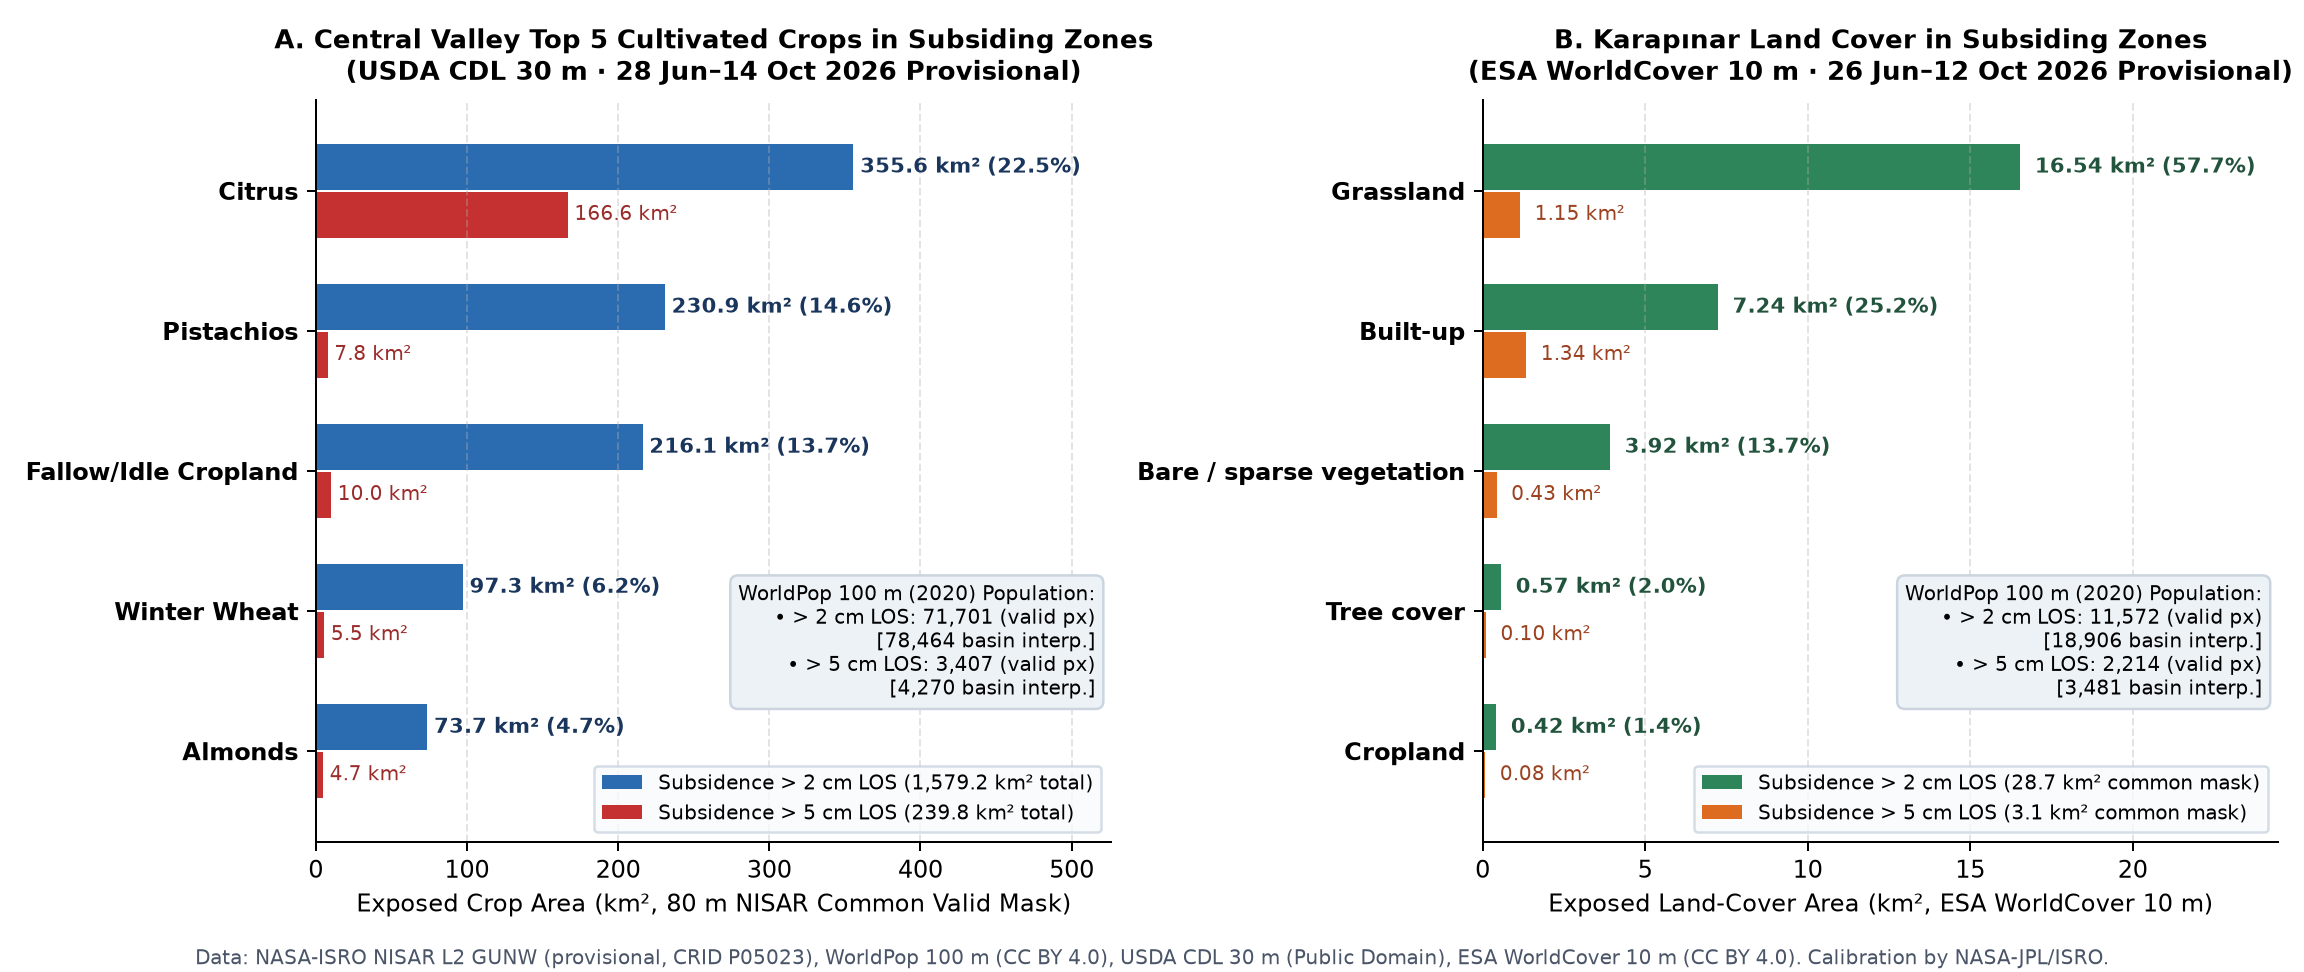 A. Central Valley Top 5 Cultivated Crops in Subsiding Zones
(USDA CDL 30 m · 28 Jun–14 Oct 2026 Provisional)
Citrus
355.6 km² (22.5%)
166.6 km²
Pistachios
230.9 km² (14.6%)
7.8 km²
Fallow/Idle Cropland
216.1 km² (13.7%)
10.0 km²
Winter Wheat
97.3 km² (6.2%)
5.5 km²
Almonds
73.7 km² (4.7%)
4.7 km²
WorldPop 100 m (2020) Population:
• > 2 cm LOS: 71,701 (valid px)
[78,464 basin interp.]
• > 5 cm LOS: 3,407 (valid px)
[4,270 basin interp.]
Subsidence > 2 cm LOS (1,579.2 km² total)
Subsidence > 5 cm LOS (239.8 km² total)
0 100 200 300 400 500
Exposed Crop Area (km², 80 m NISAR Common Valid Mask)
B. Karapınar Land Cover in Subsiding Zones
(ESA WorldCover 10 m · 26 Jun–12 Oct 2026 Provisional)
Grassland
16.54 km² (57.7%)
1.15 km²
Built-up
7.24 km² (25.2%)
1.34 km²
Bare / sparse vegetation
3.92 km² (13.7%)
0.43 km²
Tree cover
0.57 km² (2.0%)
0.10 km²
Cropland
0.42 km² (1.4%)
0.08 km²
WorldPop 100 m (2020) Population:
• > 2 cm LOS: 11,572 (valid px)
[18,906 basin interp.]
• > 5 cm LOS: 2,214 (valid px)
[3,481 basin interp.]
Subsidence > 2 cm LOS (28.7 km² common mask)
Subsidence > 5 cm LOS (3.1 km² common mask)
0 5 10 15 20
Exposed Land-Cover Area (km², ESA WorldCover 10 m)
Data: NASA-ISRO NISAR L2 GUNW (provisional, CRID P05023), WorldPop 100 m (CC BY 4.0), USDA CDL 30 m (Public Domain), ESA WorldCover 10 m (CC BY 4.0). Calibration by NASA-JPL/ISRO.